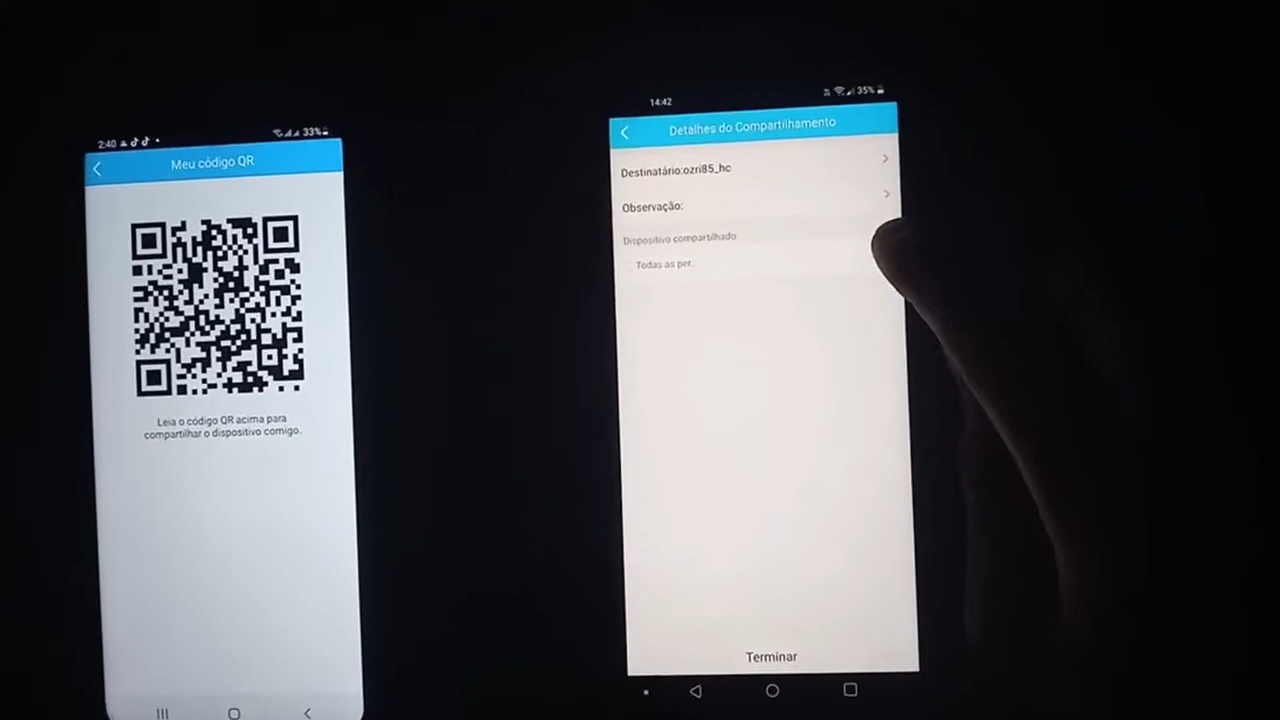 2:40
33%
Meu código QR
Leia o código QR acima para
compartilhar o dispositivo comigo.
14:42
35%
Detalhes do Compartilhamento
Destinatário:ozri85_hc
Observação:
Dispositivo compartilhado
Todas as per.
Terminar